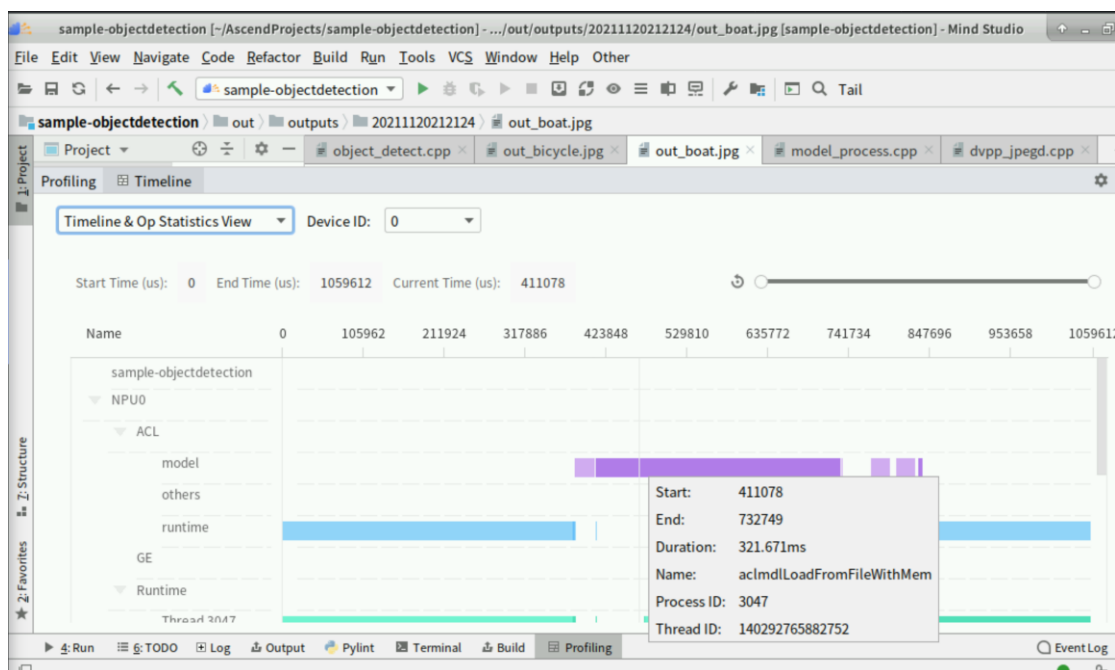 sample-objectdetection [~/AscendProjects/sample-objectdetection] - .../out/outputs/20211120212124/out_boat.jpg [sample-objectdetection] - Mind Studio
File Edit View Navigate Code Refactor Build Run Tools VCS Window Help Other
sample-objectdetection Tail
sample-objectdetection out outputs 20211120212124 out_boat.jpg
1: Project
Project object_detect.cpp out_bicycle.jpg out_boat.jpg model_process.cpp dvpp_jpegd.cpp
Profiling Timeline
Timeline & Op Statistics View Device ID: 0
Start Time (us): 0 End Time (us): 1059612 Current Time (us): 411078
Name 0 105962 211924 317886 423848 529810 635772 741734 847696 953658 1059612
sample-objectdetection
NPU0
ACL
model
others
runtime
GE
Runtime
Thread 3047
Start: 411078
End: 732749
Duration: 321.671ms
Name: aclmdlLoadFromFileWithMem
Process ID: 3047
Thread ID: 140292765882752
7: Structure
2: Favorites
4: Run 6: TODO Log Output Pylint Terminal Build Profiling Event Log